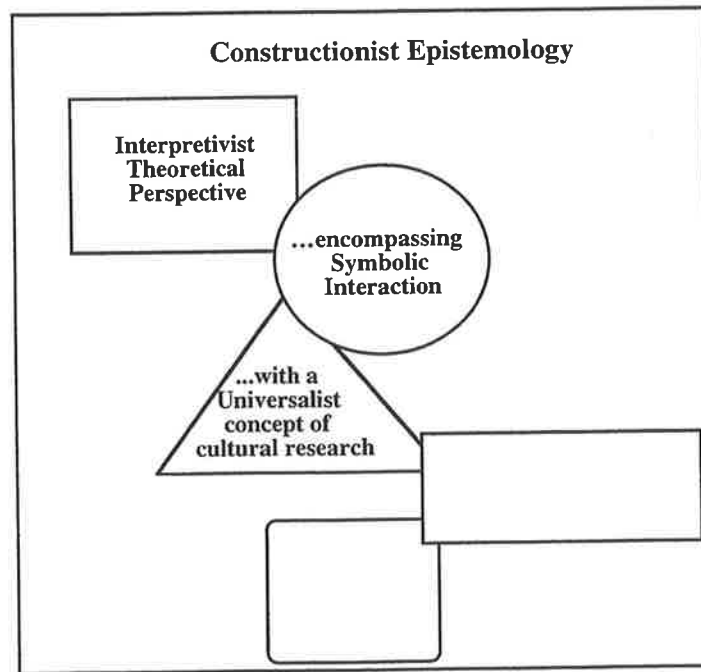 Constructionist Epistemology
Interpretivist
Theoretical
Perspective
...encompassing
Symbolic
Interaction
...with a
Universalist
concept of
cultural research